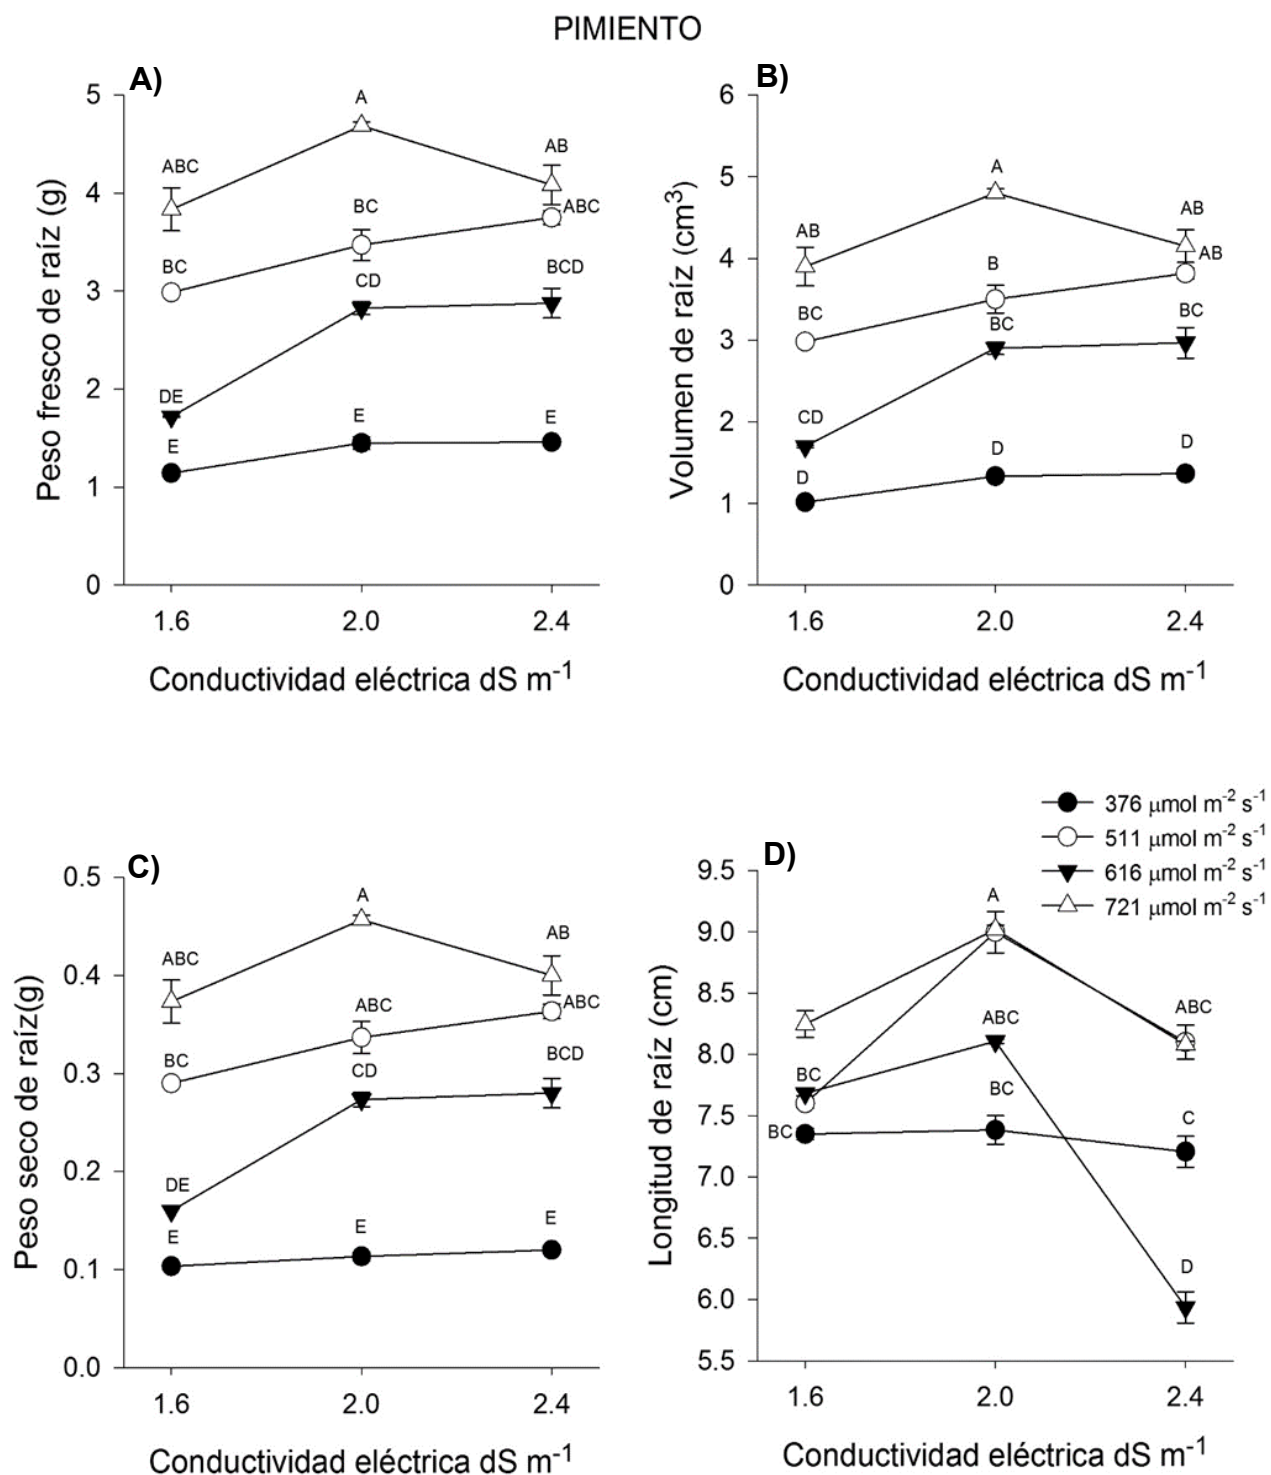 PIMIENTO
A)
5
4
3
2
1
0
Peso fresco de raíz (g)
ABC
A
AB
BC
BC
ABC
DE
CD
BCD
E
E
E
1.6 2.0 2.4
Conductividad eléctrica dS m-1
B)
6
5
4
3
2
1
0
Volumen de raíz (cm3)
AB
A
AB
BC
B
AB
CD
BC
BC
D
D
D
1.6 2.0 2.4
Conductividad eléctrica dS m-1
C)
0.5
0.4
0.3
0.2
0.1
0.0
Peso seco de raíz(g)
ABC
A
AB
BC
ABC
ABC
DE
CD
BCD
E
E
E
1.6 2.0 2.4
Conductividad eléctrica dS m-1
376 μmol m-2 s-1
511 μmol m-2 s-1
616 μmol m-2 s-1
721 μmol m-2 s-1
D)
9.5
9.0
8.5
8.0
7.5
7.0
6.5
6.0
5.5
Longitud de raíz (cm)
A
ABC
ABC
BC
BC
BC
C
D
1.6 2.0 2.4
Conductividad eléctrica dS m-1